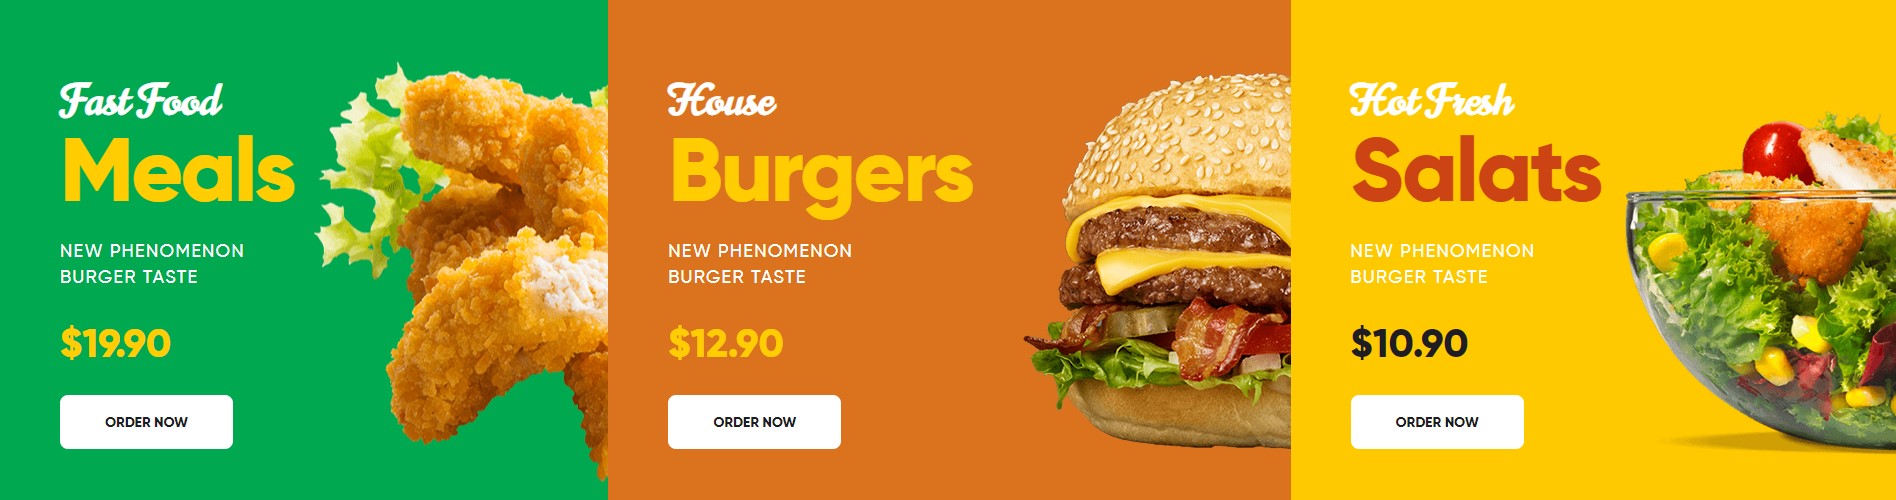 Fast Food
Meals
NEW PHENOMENON
BURGER TASTE
$19.90
ORDER NOW
House
Burgers
NEW PHENOMENON
BURGER TASTE
$12.90
ORDER NOW
Hot Fresh
Salats
NEW PHENOMENON
BURGER TASTE
$10.90
ORDER NOW